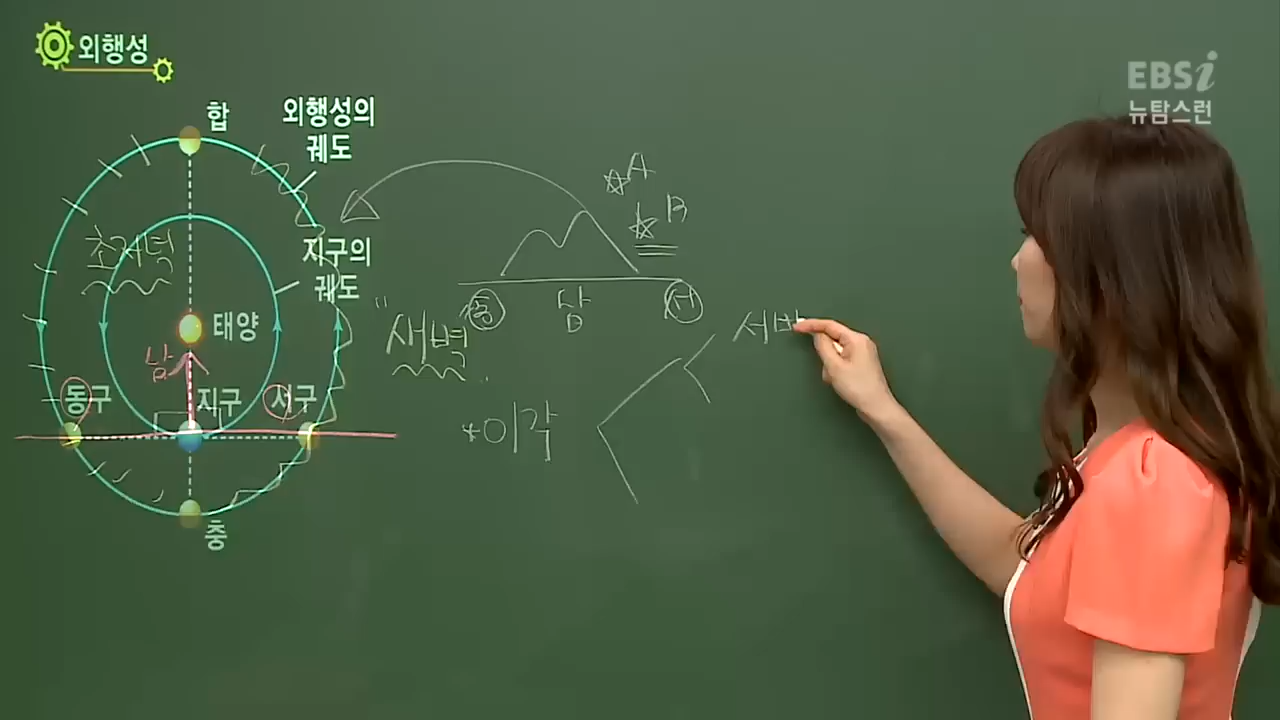 외행성
EBSi
뉴탐스런
합
외행성의
궤도
A
B
초저녁
지구의
궤도
동
남
서
태양
"새벽"
서방
남
동구
지구
서구
*이각
충